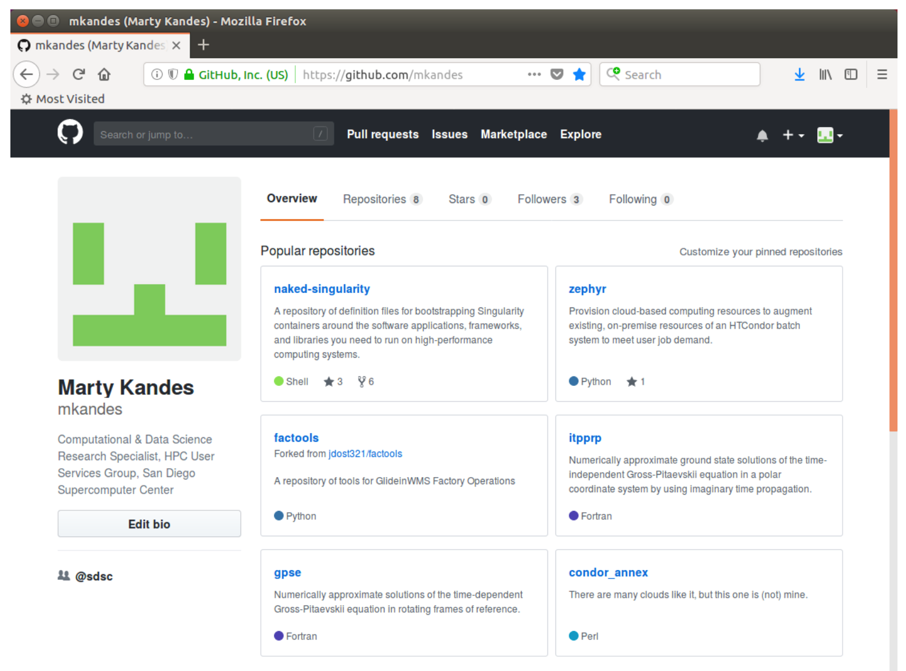 mkandes (Marty Kandes) - Mozilla Firefox
mkandes (Marty Kandes
GitHub, Inc. (US) https://github.com/mkandes Search
Most Visited
Search or jump to... / Pull requests Issues Marketplace Explore
Overview Repositories 8 Stars 0 Followers 3 Following 0
Popular repositories Customize your pinned repositories
naked-singularity
A repository of definition files for bootstrapping Singularity
containers around the software applications, frameworks,
and libraries you need to run on high-performance
computing systems.
Shell 3 6
zephyr
Provision cloud-based computing resources to augment
existing, on-premise resources of an HTCondor batch
system to meet user job demand.
Python 1
Marty Kandes
mkandes
Computational & Data Science
Research Specialist, HPC User
Services Group, San Diego
Supercomputer Center
Edit bio
@sdsc
factools
Forked from jdost321/factools
A repository of tools for GlideinWMS Factory Operations
Python
itpprp
Numerically approximate ground state solutions of the time-
independent Gross-Pitaevskii equation in a polar
coordinate system by using imaginary time propagation.
Fortran
gpse
Numerically approximate solutions of the time-dependent
Gross-Pitaevskii equation in rotating frames of reference.
Fortran
condor_annex
There are many clouds like it, but this one is (not) mine.
Perl